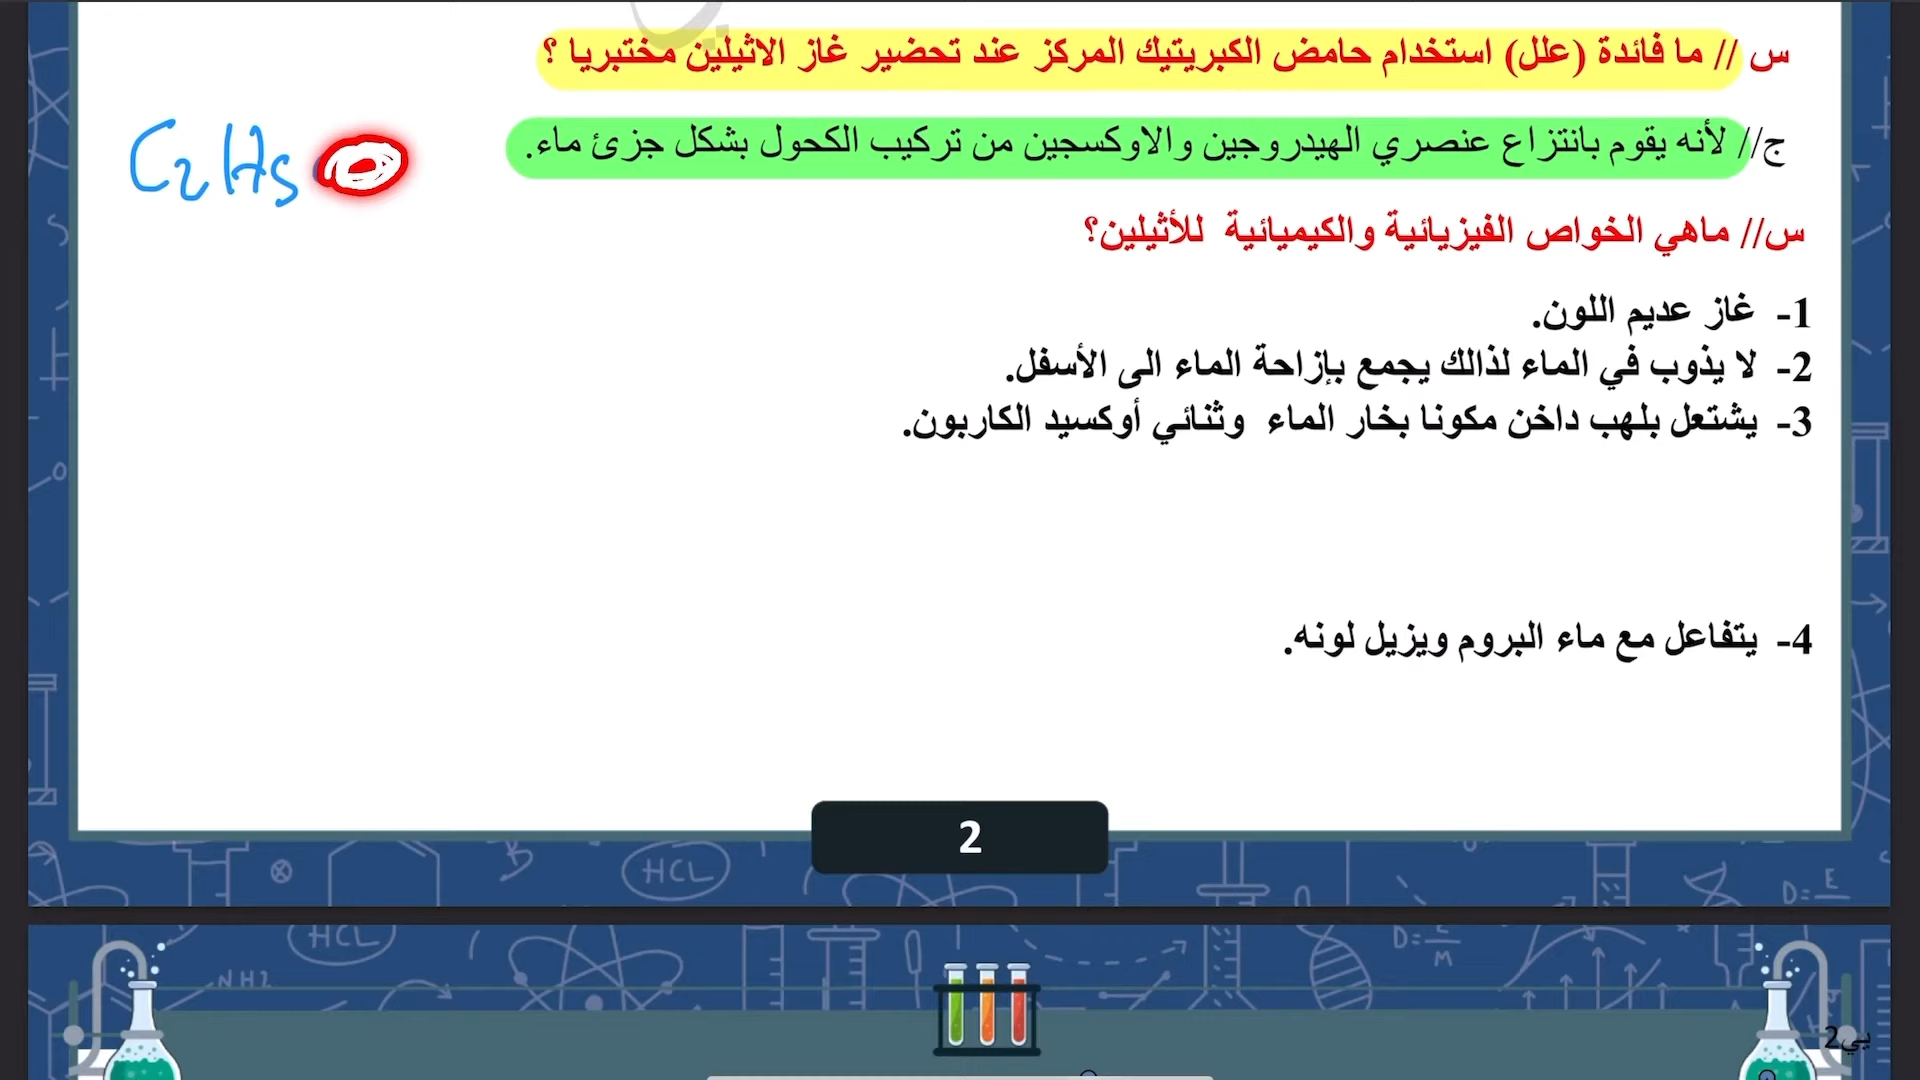 س // ما فائدة (علل) استخدام حامض الكبريتيك المركز عند تحضير غاز الاثيلين مختبريا ؟
ج// لأنه يقوم بانتزاع عنصري الهيدروجين والاوكسجين من تركيب الكحول بشكل جزئ ماء.
C2H5
س// ماهي الخواص الفيزيائية والكيميائية للأثيلين؟
1- غاز عديم اللون.
2- لا يذوب في الماء لذالك يجمع بإزاحة الماء الى الأسفل.
3- يشتعل بلهب داخن مكونا بخار الماء وثنائي أوكسيد الكاربون.
4- يتفاعل مع ماء البروم ويزيل لونه.
2
HCL
D=E
HCL
NH2
D=E
M